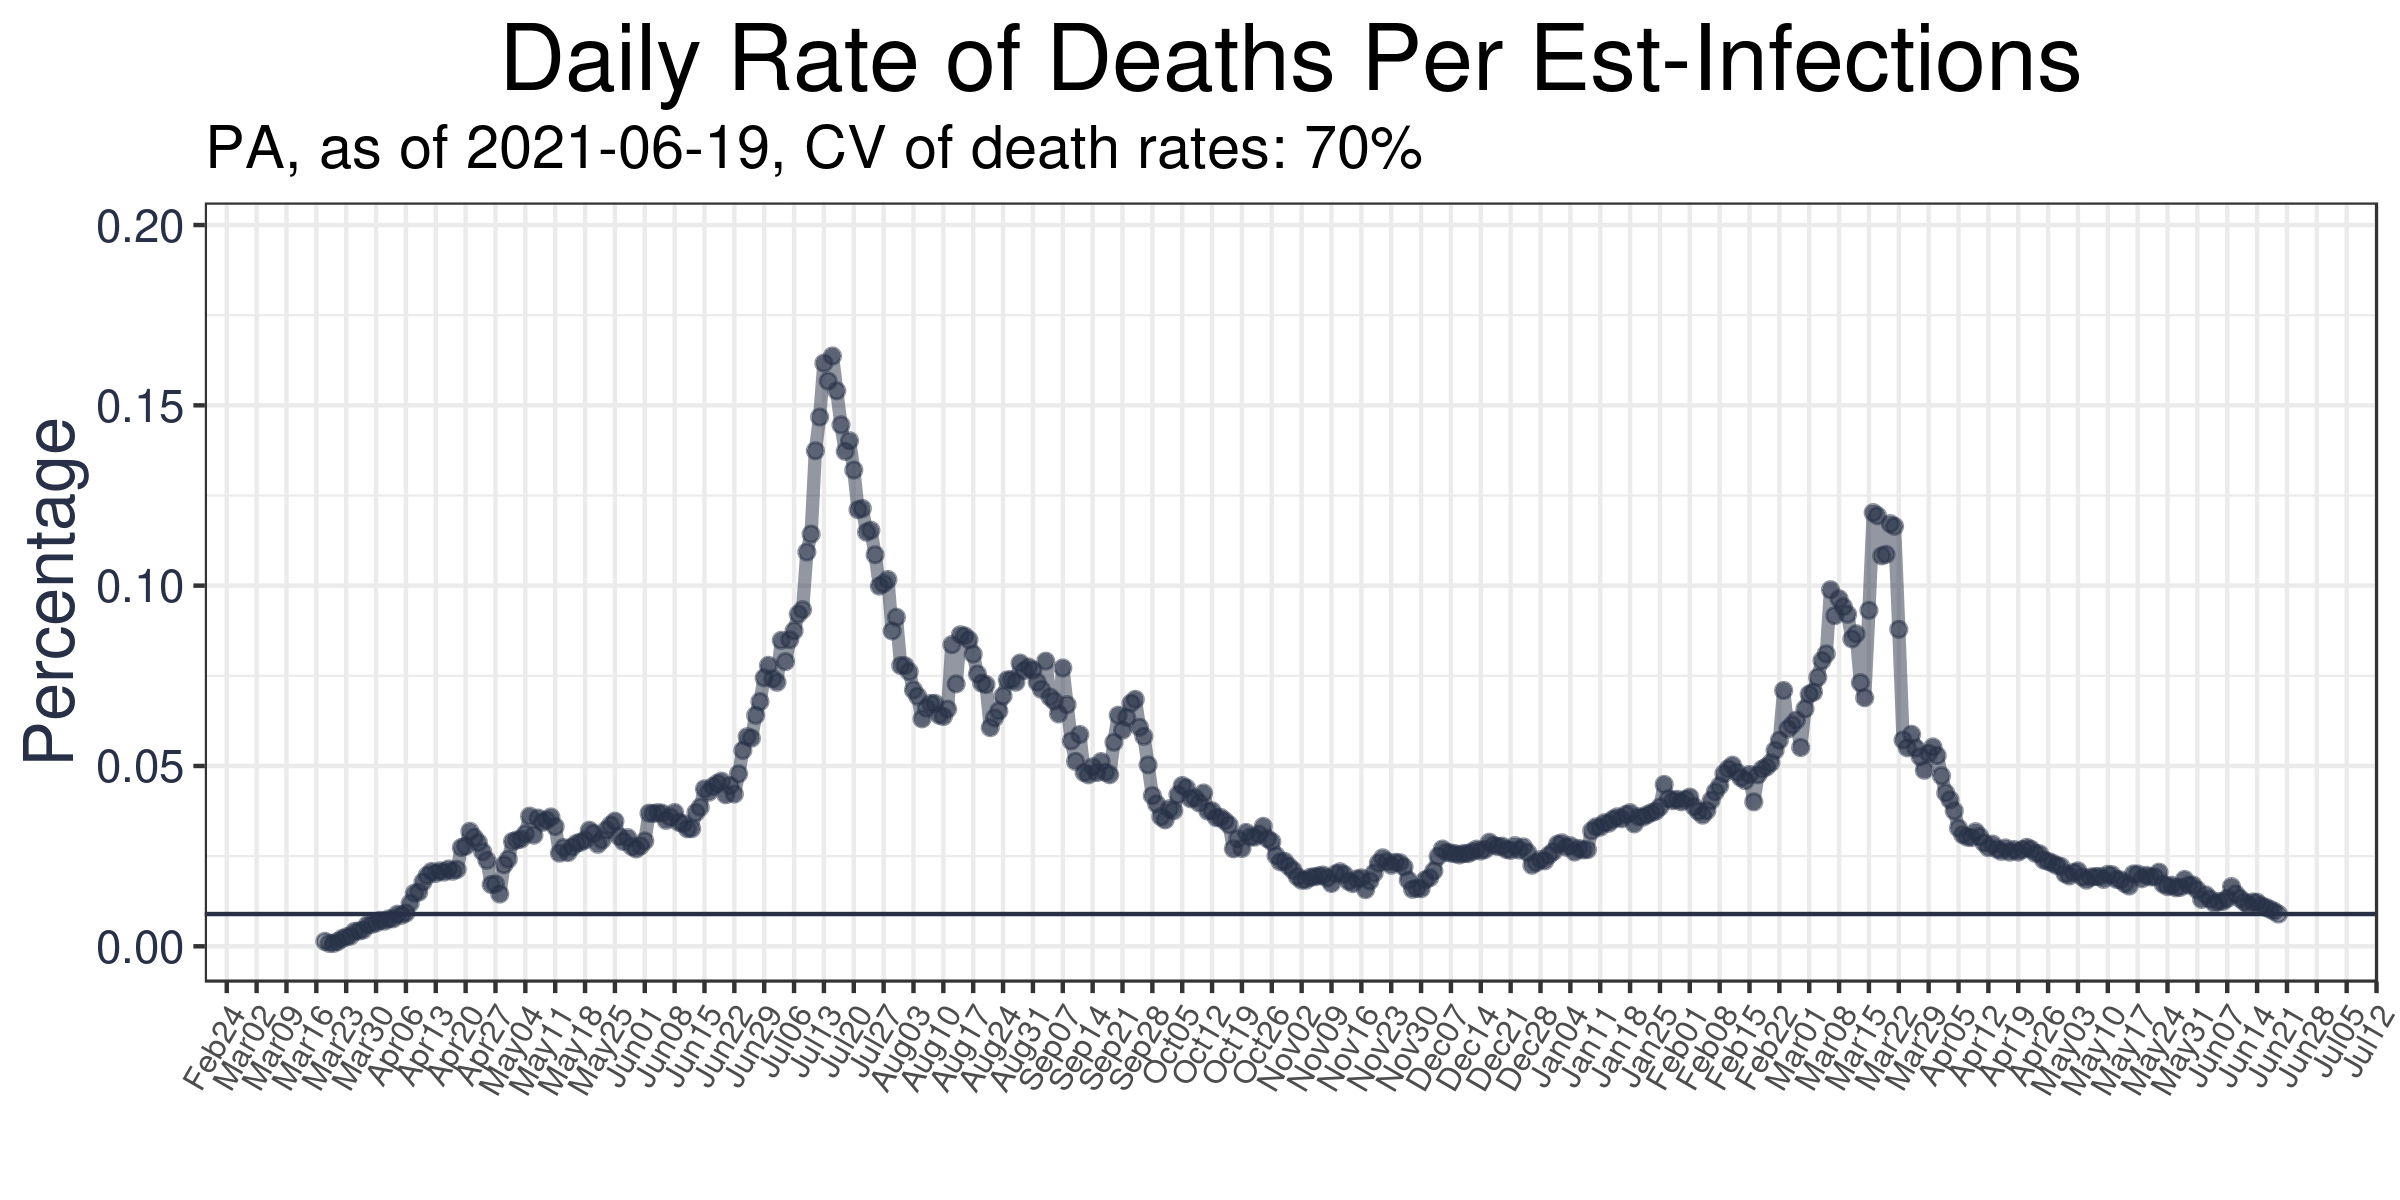 Daily Rate of Deaths Per Est-Infections
PA, as of 2021-06-19, CV of death rates: 70%
Percentage
0.20
0.15
0.10
0.05
0.00
Feb24
Mar02
Mar09
Mar16
Mar23
Mar30
Apr06
Apr13
Apr20
Apr27
May04
May11
May18
May25
Jun01
Jun08
Jun15
Jun22
Jun29
Jul06
Jul13
Jul20
Jul27
Aug03
Aug10
Aug17
Aug24
Aug31
Sep07
Sep14
Sep21
Sep28
Oct05
Oct12
Oct19
Oct26
Nov02
Nov09
Nov16
Nov23
Nov30
Dec07
Dec14
Dec21
Dec28
Jan04
Jan11
Jan18
Jan25
Feb01
Feb08
Feb15
Feb22
Mar01
Mar08
Mar15
Mar22
Mar29
Apr05
Apr12
Apr19
Apr26
May03
May10
May17
May24
May31
Jun07
Jun14
Jun21
Jun28
Jul05
Jul12